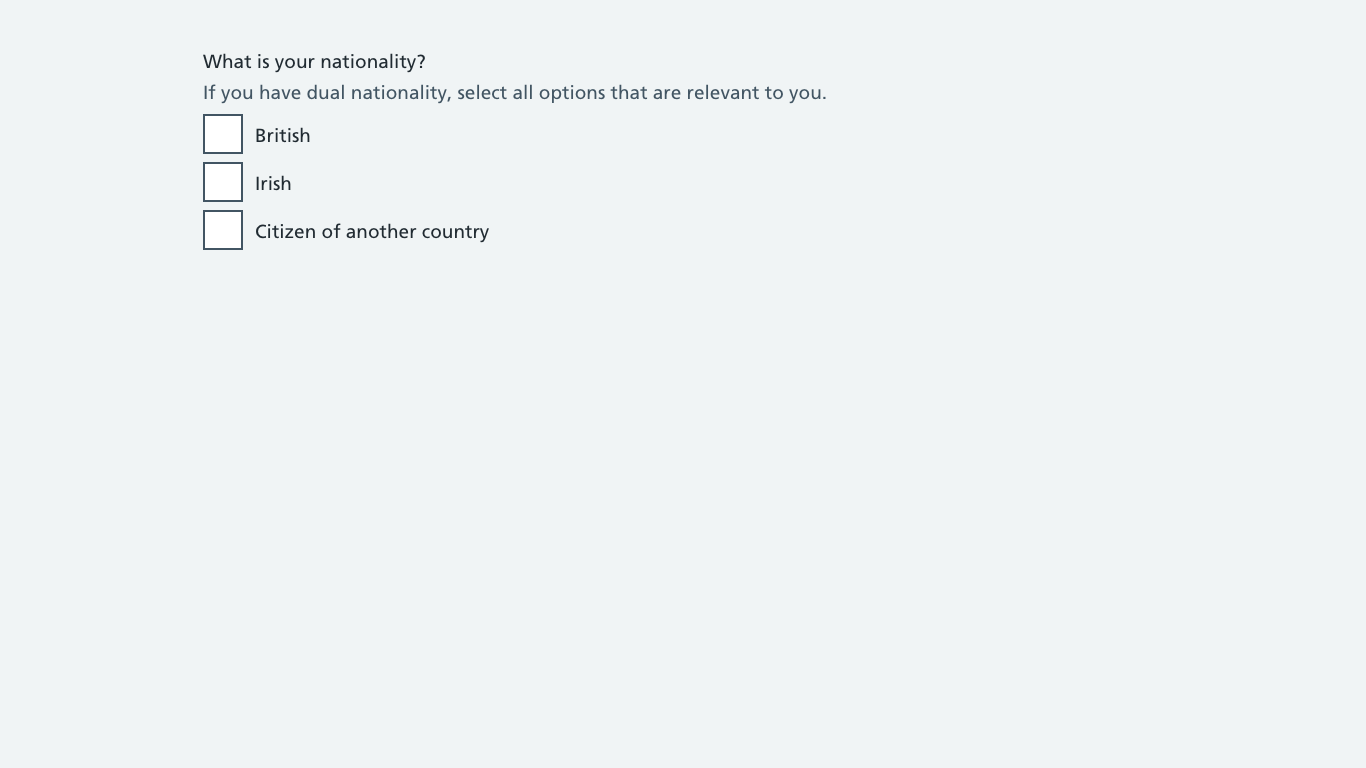 What is your nationality?
If you have dual nationality, select all options that are relevant to you.
British
Irish
Citizen of another country